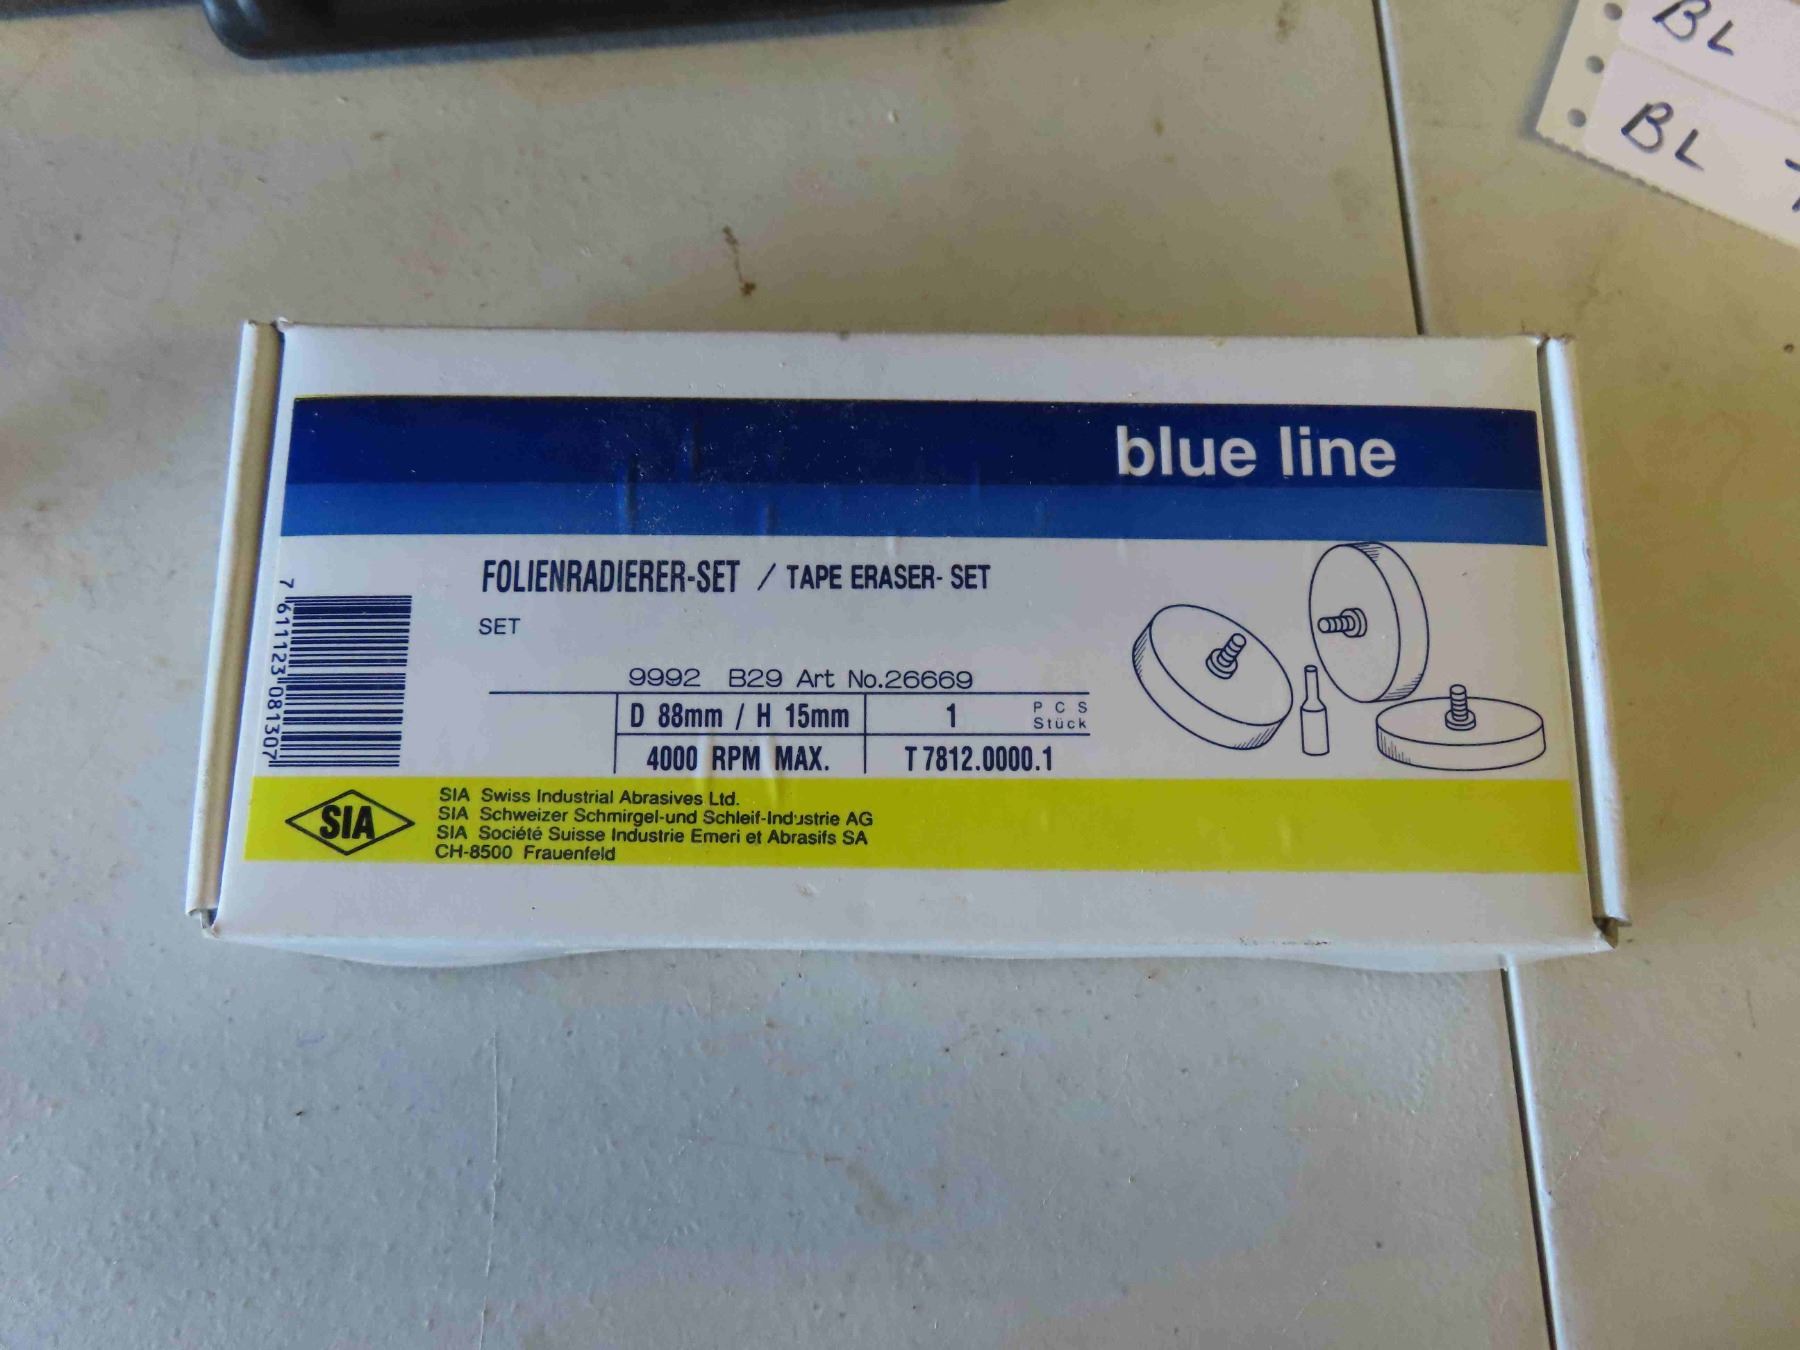 BL
BL
blue line
FOLIENRADIERER-SET / TAPE ERASER- SET
SET
9992 B29 Art No.26669
D 88mm / H 15mm 1 PCS
Stück
4000 RPM MAX. T 7812.0000.1
7 611123 081307
SIA
SIA Swiss Industrial Abrasives Ltd.
SIA Schweizer Schmirgel-und Schleif-Industrie AG
SIA Société Suisse Industrie Emeri et Abrasifs SA
CH-8500 Frauenfeld